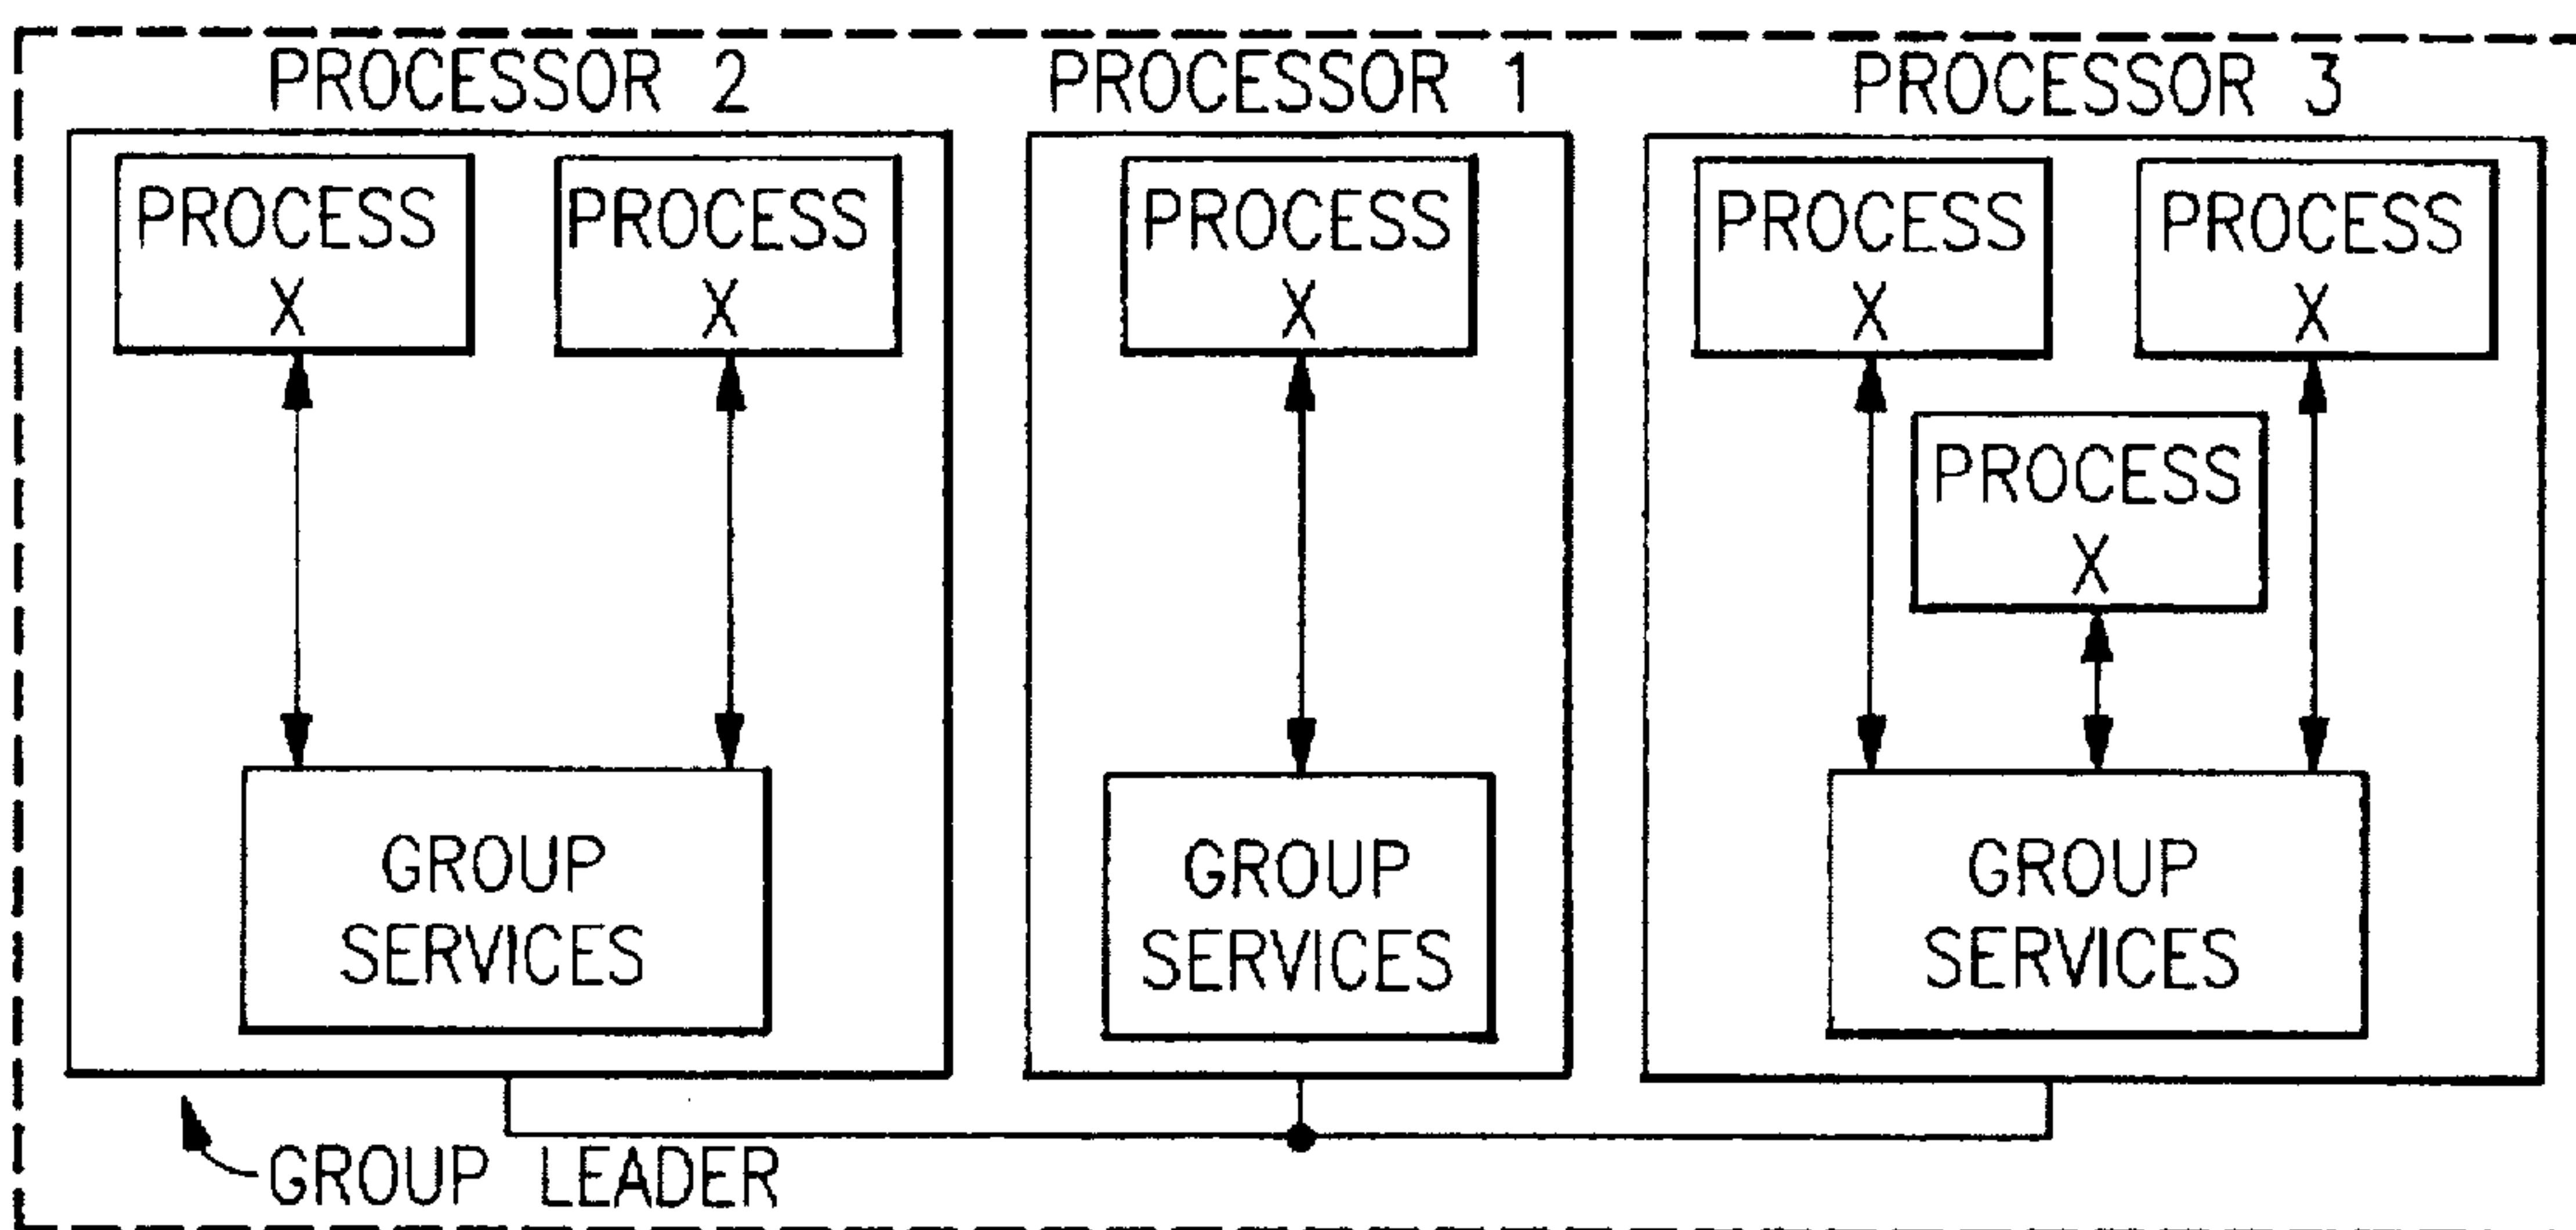 PROCESSOR 2
PROCESS
X
PROCESS
X
GROUP
SERVICES
GROUP LEADER
PROCESSOR 1
PROCESS
X
GROUP
SERVICES
PROCESSOR 3
PROCESS
X
PROCESS
X
PROCESS
X
GROUP
SERVICES